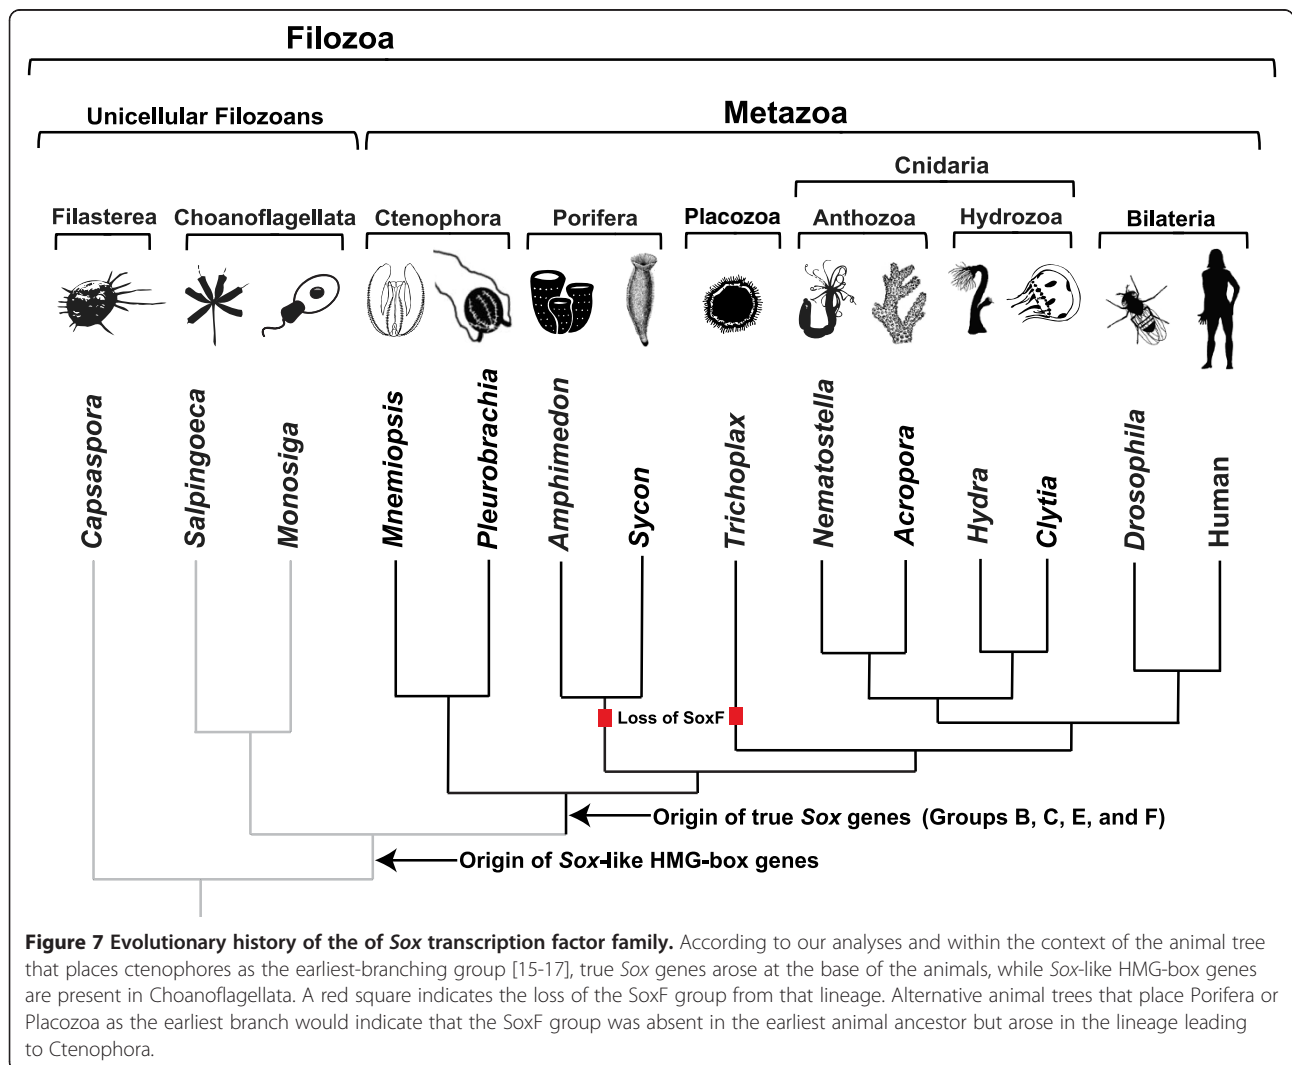 Filozoa
Unicellular Filozoans
Metazoa
Cnidaria
Filasterea
Choanoflagellata
Ctenophora
Porifera
Placozoa
Anthozoa
Hydrozoa
Bilateria
Capsaspora
Salpingoeca
Monosiga
Mnemiopsis
Pleurobrachia
Amphimedon
Sycon
Trichoplax
Nematostella
Acropora
Hydra
Clytia
Drosophila
Human
Loss of SoxF
Origin of true Sox genes (Groups B, C, E, and F)
Origin of Sox-like HMG-box genes
Figure 7 Evolutionary history of the of Sox transcription factor family. According to our analyses and within the context of the animal tree
that places ctenophores as the earliest-branching group [15-17], true Sox genes arose at the base of the animals, while Sox-like HMG-box genes
are present in Choanoflagellata. A red square indicates the loss of the SoxF group from that lineage. Alternative animal trees that place Porifera or
Placozoa as the earliest branch would indicate that the SoxF group was absent in the earliest animal ancestor but arose in the lineage leading
to Ctenophora.